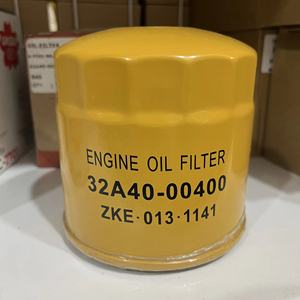 ENGINE OIL FILTER
32A40-00400
ZKE·013·1141